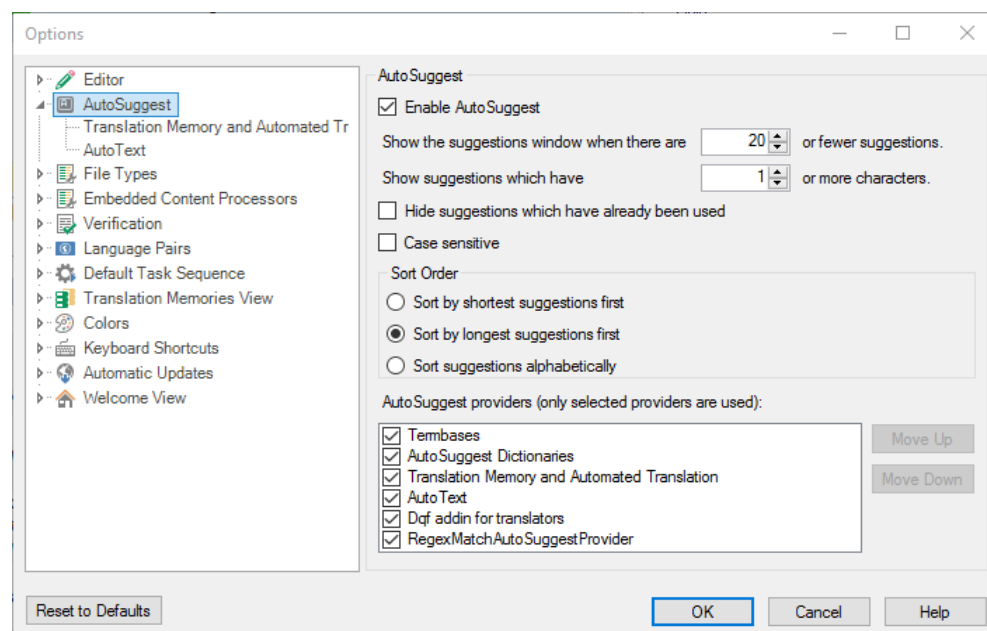 Options
Editor
AutoSuggest
Translation Memory and Automated Tr
AutoText
File Types
Embedded Content Processors
Verification
Language Pairs
Default Task Sequence
Translation Memories View
Colors
Keyboard Shortcuts
Automatic Updates
Welcome View
AutoSuggest
Enable AutoSuggest
Show the suggestions window when there are 20 or fewer suggestions.
Show suggestions which have 1 or more characters.
Hide suggestions which have already been used
Case sensitive
Sort Order
Sort by shortest suggestions first
Sort by longest suggestions first
Sort suggestions alphabetically
AutoSuggest providers (only selected providers are used):
Termbases
AutoSuggest Dictionaries
Translation Memory and Automated Translation
AutoText
Dqf addin for translators
RegexMatchAutoSuggestProvider
Move Up
Move Down
Reset to Defaults
OK
Cancel
Help